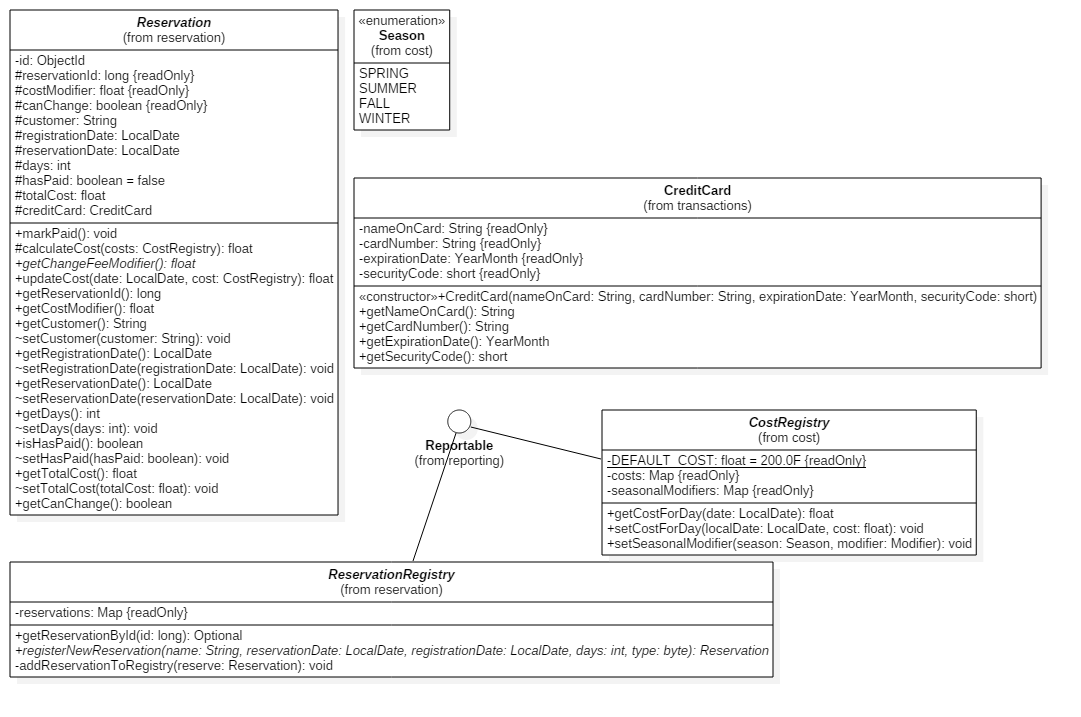 Reservation
(from reservation)
-id: ObjectId
#reservationId: long {readOnly}
#costModifier: float {readOnly}
#canChange: boolean {readOnly}
#customer: String
#registrationDate: LocalDate
#reservationDate: LocalDate
#days: int
#hasPaid: boolean = false
#totalCost: float
#creditCard: CreditCard
+markPaid(): void
#calculateCost(costs: CostRegistry): float
+getChangeFeeModifier(): float
+updateCost(date: LocalDate, cost: CostRegistry): float
+getReservationId(): long
+getCostModifier(): float
+getCustomer(): String
~setCustomer(customer: String): void
+getRegistrationDate(): LocalDate
~setRegistrationDate(registrationDate: LocalDate): void
+getReservationDate(): LocalDate
~setReservationDate(reservationDate: LocalDate): void
+getDays(): int
~setDays(days: int): void
+isHasPaid(): boolean
~setHasPaid(hasPaid: boolean): void
+getTotalCost(): float
~setTotalCost(totalCost: float): void
+getCanChange(): boolean
«enumeration»
Season
(from cost)
SPRING
SUMMER
FALL
WINTER
CreditCard
(from transactions)
-nameOnCard: String {readOnly}
-cardNumber: String {readOnly}
-expirationDate: YearMonth {readOnly}
-securityCode: short {readOnly}
«constructor»+CreditCard(nameOnCard: String, cardNumber: String, expirationDate: YearMonth, securityCode: short)
+getNameOnCard(): String
+getCardNumber(): String
+getExpirationDate(): YearMonth
+getSecurityCode(): short
Reportable
(from reporting)
CostRegistry
(from cost)
-DEFAULT_COST: float = 200.0F {readOnly}
-costs: Map {readOnly}
-seasonalModifiers: Map {readOnly}
+getCostForDay(date: LocalDate): float
+setCostForDay(localDate: LocalDate, cost: float): void
+setSeasonalModifier(season: Season, modifier: Modifier): void
ReservationRegistry
(from reservation)
-reservations: Map {readOnly}
+getReservationById(id: long): Optional
+registerNewReservation(name: String, reservationDate: LocalDate, registrationDate: LocalDate, days: int, type: byte): Reservation
-addReservationToRegistry(reserve: Reservation): void